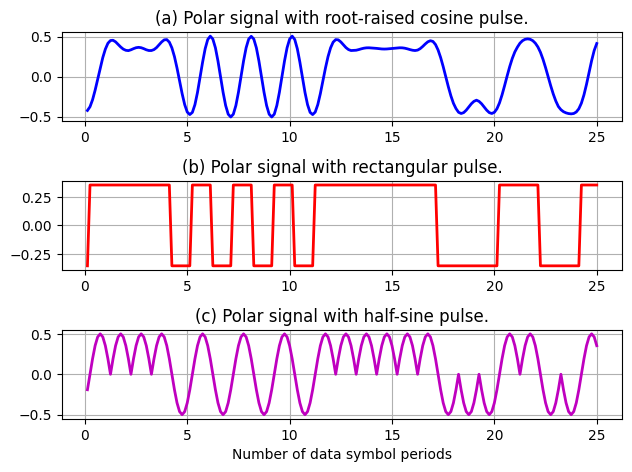 (a) Polar signal with root-raised cosine pulse.
0.5
0.0
−0.5
0 5 10 15 20 25
(b) Polar signal with rectangular pulse.
0.25
0.00
−0.25
0 5 10 15 20 25
(c) Polar signal with half-sine pulse.
0.5
0.0
−0.5
0 5 10 15 20 25
Number of data symbol periods